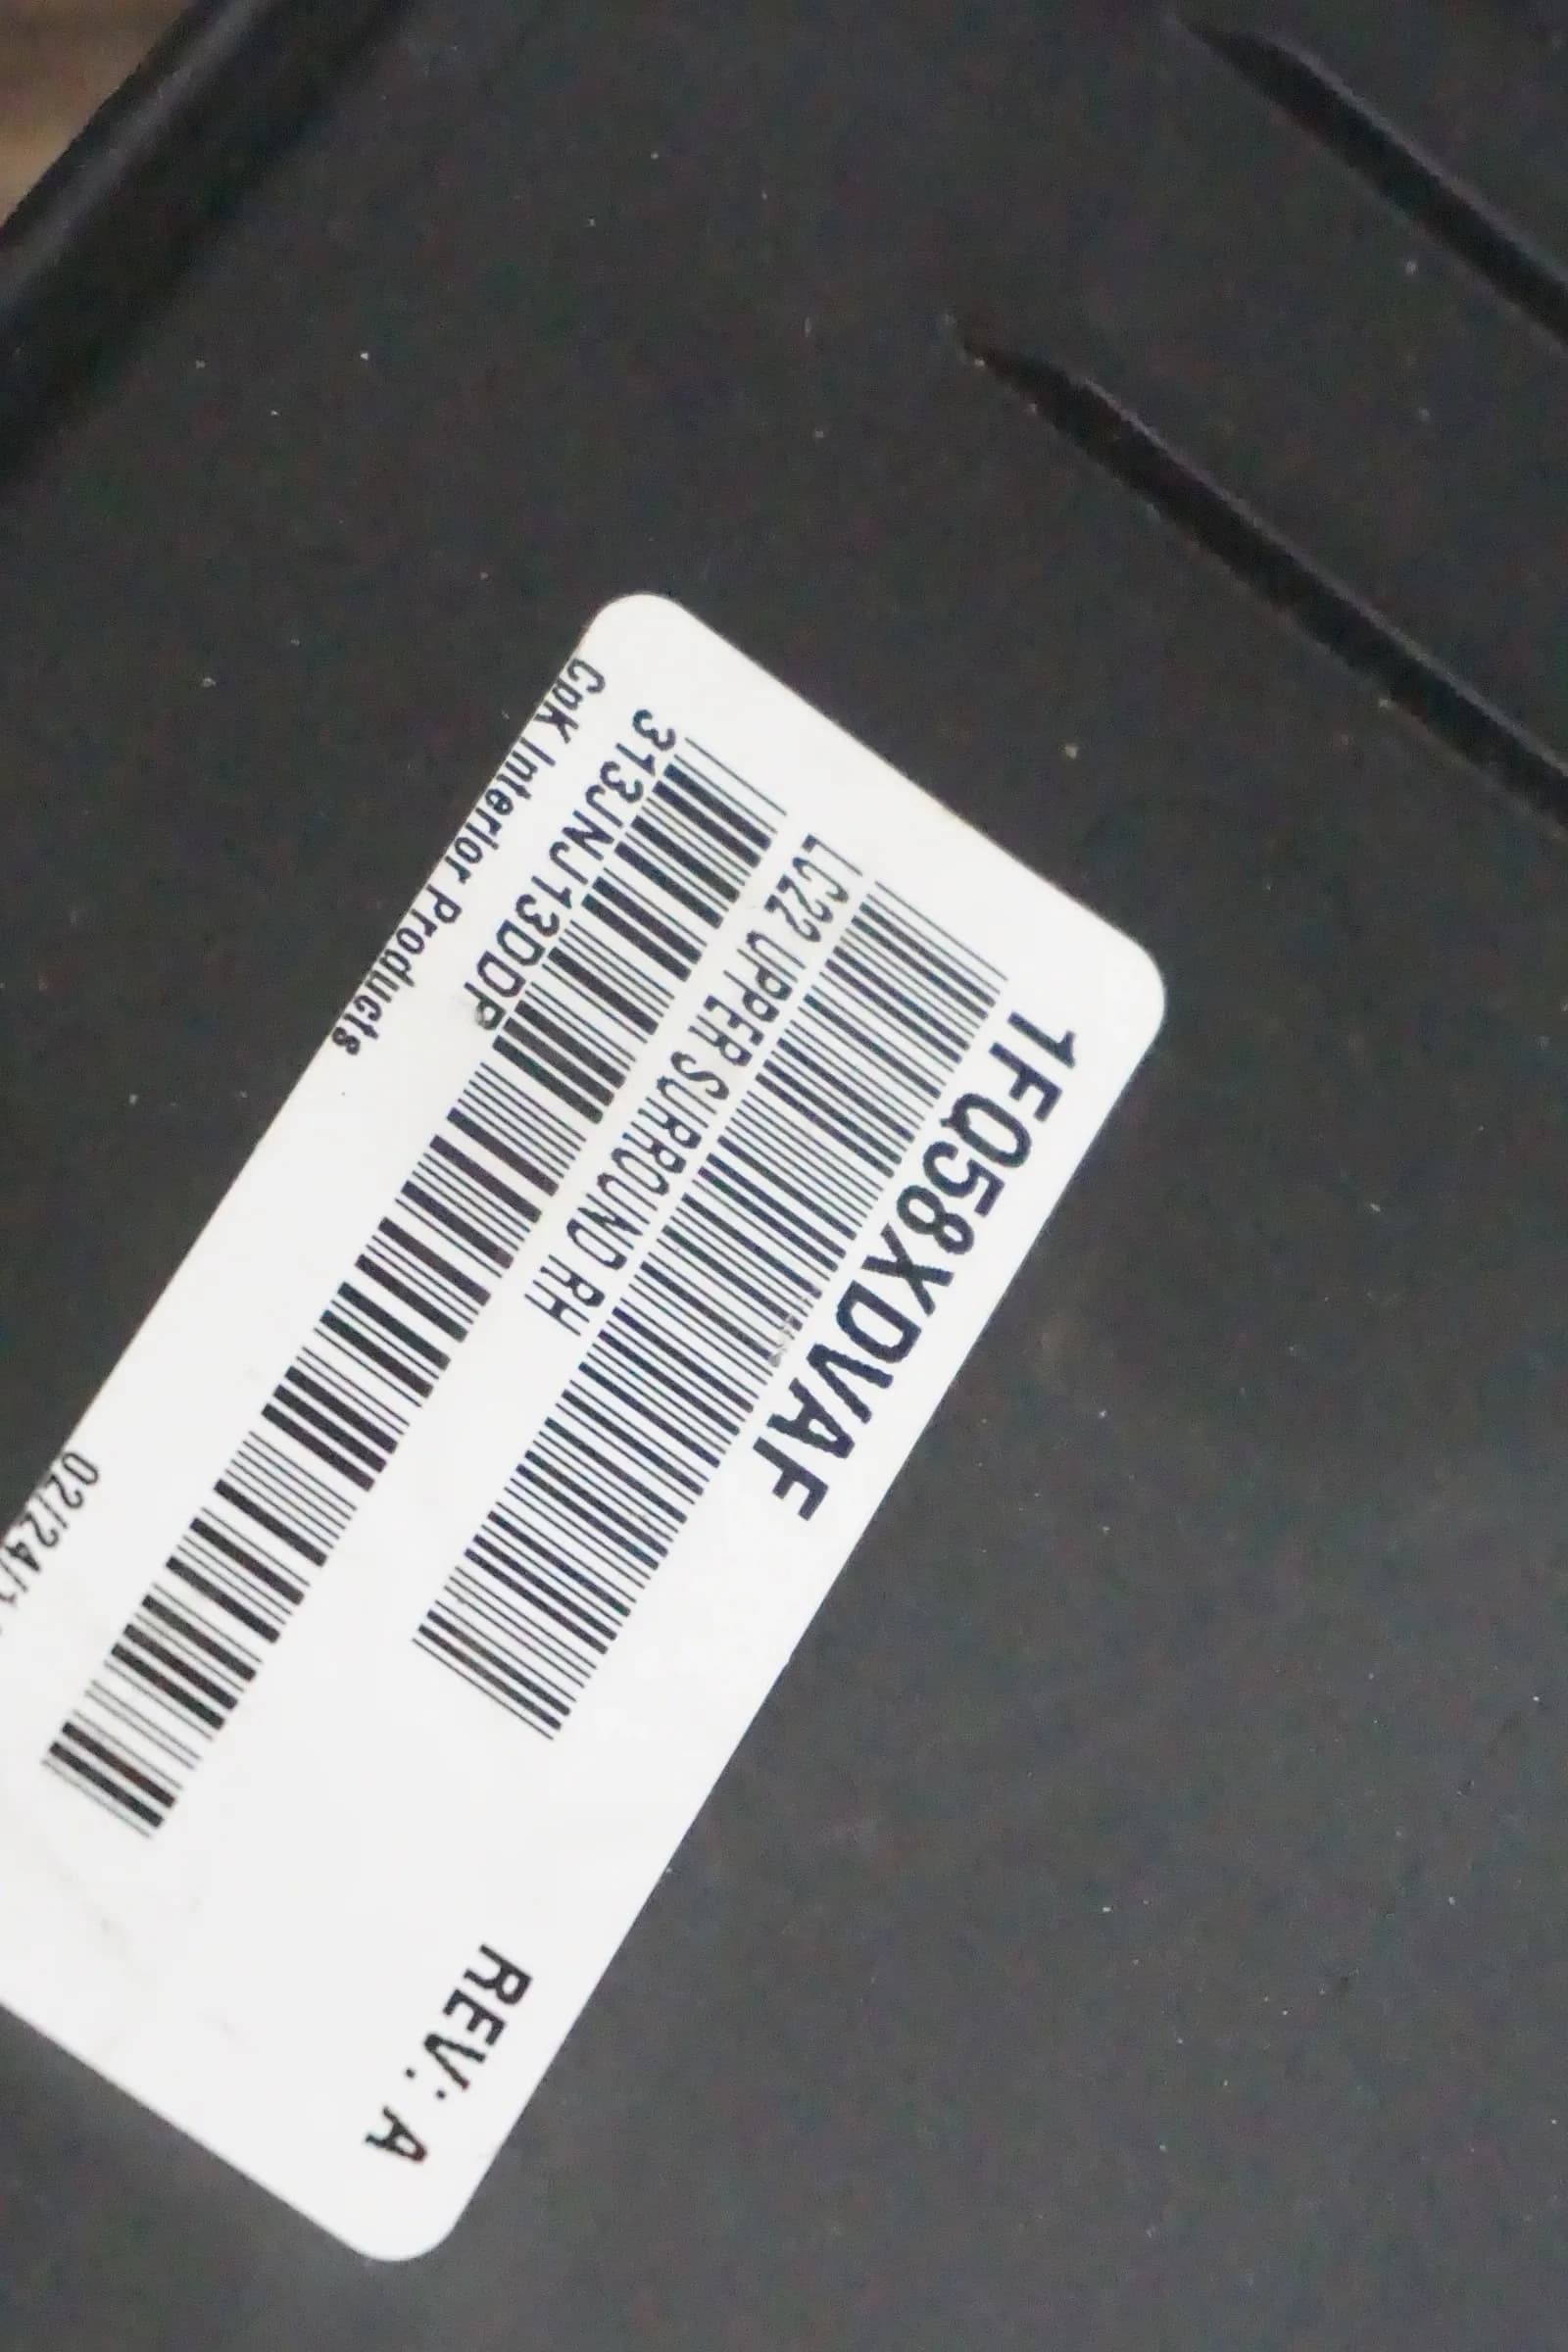 1FQ58XDVAF
REV: A
LC22 UPPER SURROUND RH
313JNJ13DDP
CpK Interior Products